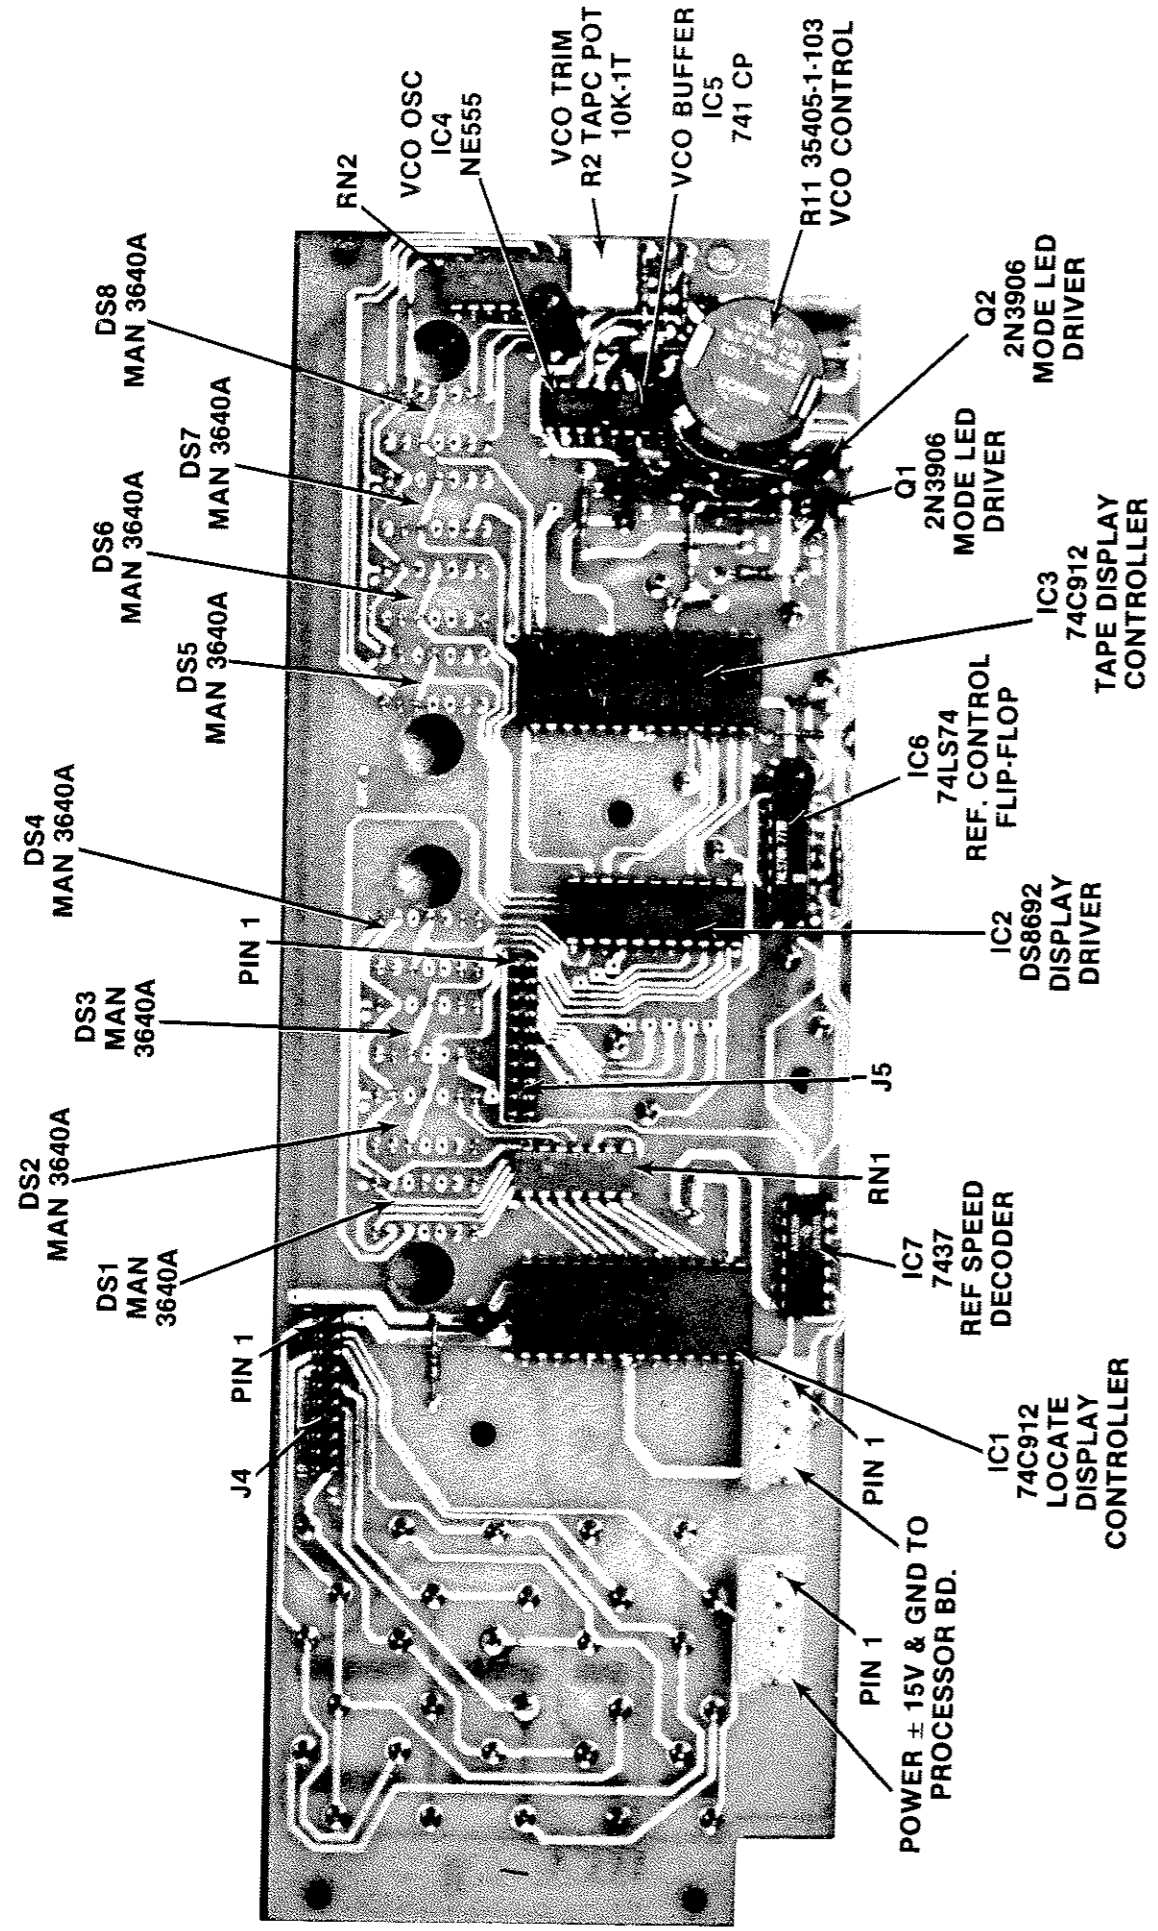 DS1
MAN
3640A
DS2
MAN 3640A
DS3
MAN
3640A
DS4
MAN 3640A
DS5
MAN 3640A
DS6
MAN 3640A
DS7
MAN 3640A
DS8
MAN 3640A
J4
PIN 1
PIN 1
RN2
VCO OSC
IC4
NE555
VCO TRIM
R2 TAPC POT
10K-1T
VCO BUFFER
IC5
741 CP
R11 35405-1-103
VCO CONTROL
POWER ± 15V & GND TO
PROCESSOR BD.
PIN 1
PIN 1
IC1
74C912
LOCATE
DISPLAY
CONTROLLER
IC7
7437
REF SPEED
DECODER
RN1
J5
IC2
DS8692
DISPLAY
DRIVER
IC6
74LS74
REF. CONTROL
FLIP-FLOP
IC3
74C912
TAPE DISPLAY
CONTROLLER
Q1
2N3906
MODE LED
DRIVER
Q2
2N3906
MODE LED
DRIVER